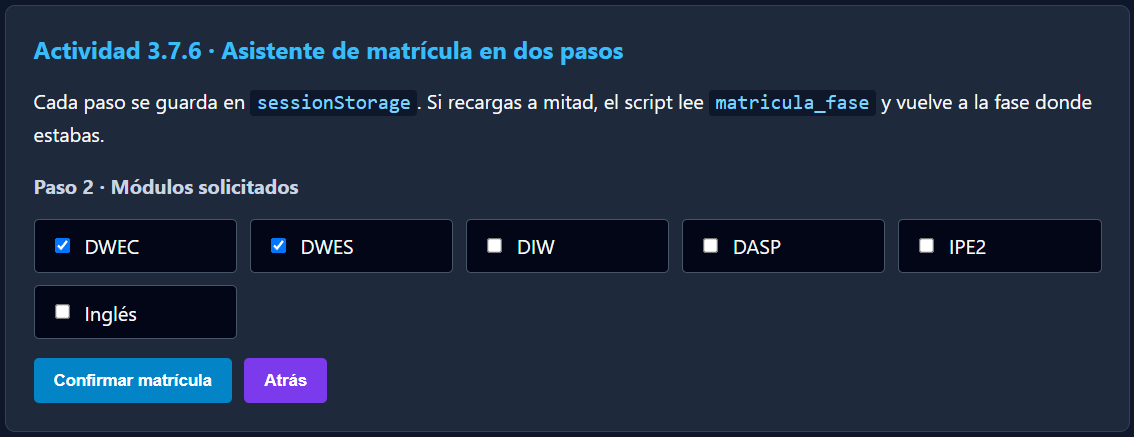 Actividad 3.7.6 · Asistente de matrícula en dos pasos
Cada paso se guarda en sessionStorage. Si recargas a mitad, el script lee matricula_fase y vuelve a la fase donde
estabas.
Paso 2 · Módulos solicitados
DWEC DWES DIW DASP IPE2
Inglés
Confirmar matrícula Atrás